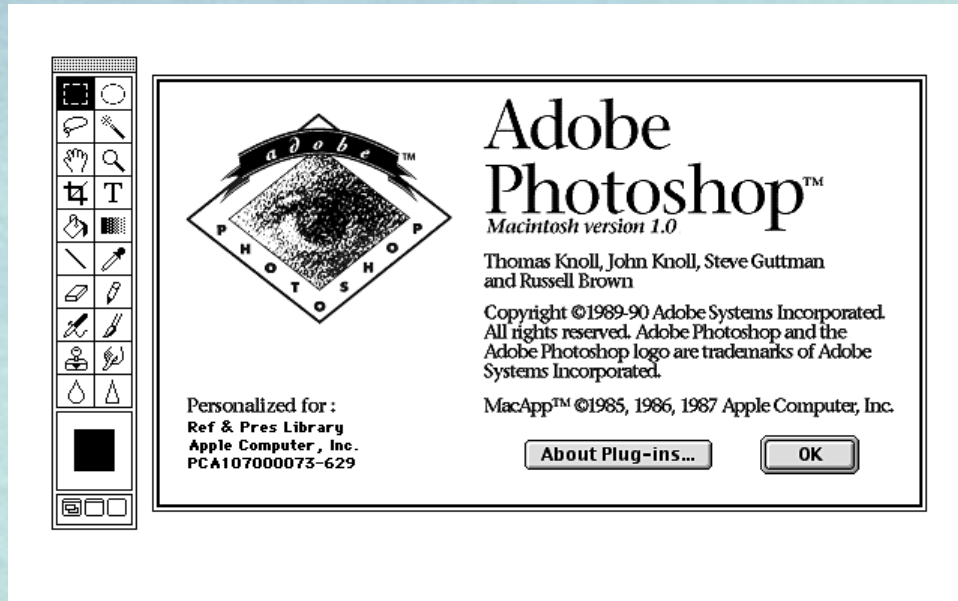 T
adobe ™
PHOTOSHOP
Adobe
Photoshop™
Macintosh version 1.0
Thomas Knoll, John Knoll, Steve Guttman
and Russell Brown
Copyright ©1989-90 Adobe Systems Incorporated.
All rights reserved. Adobe Photoshop and the
Adobe Photoshop logo are trademarks of Adobe
Systems Incorporated.
MacApp™ ©1985, 1986, 1987 Apple Computer, Inc.
Personalized for :
Ref & Pres Library
Apple Computer, Inc.
PCA107000073-629
About Plug-ins...
OK